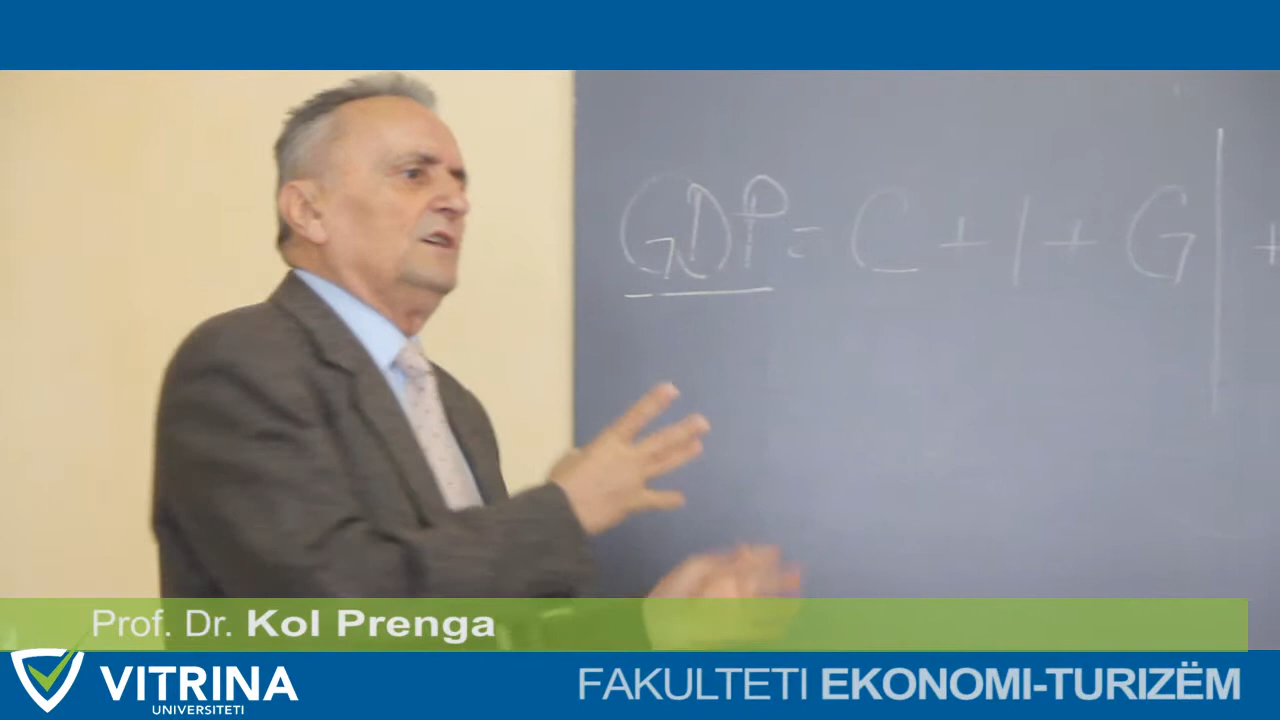 GDP = C + I + G | +
Prof. Dr. Kol Prenga
VITRINA
UNIVERSITETI
FAKULTETI EKONOMI-TURIZËM